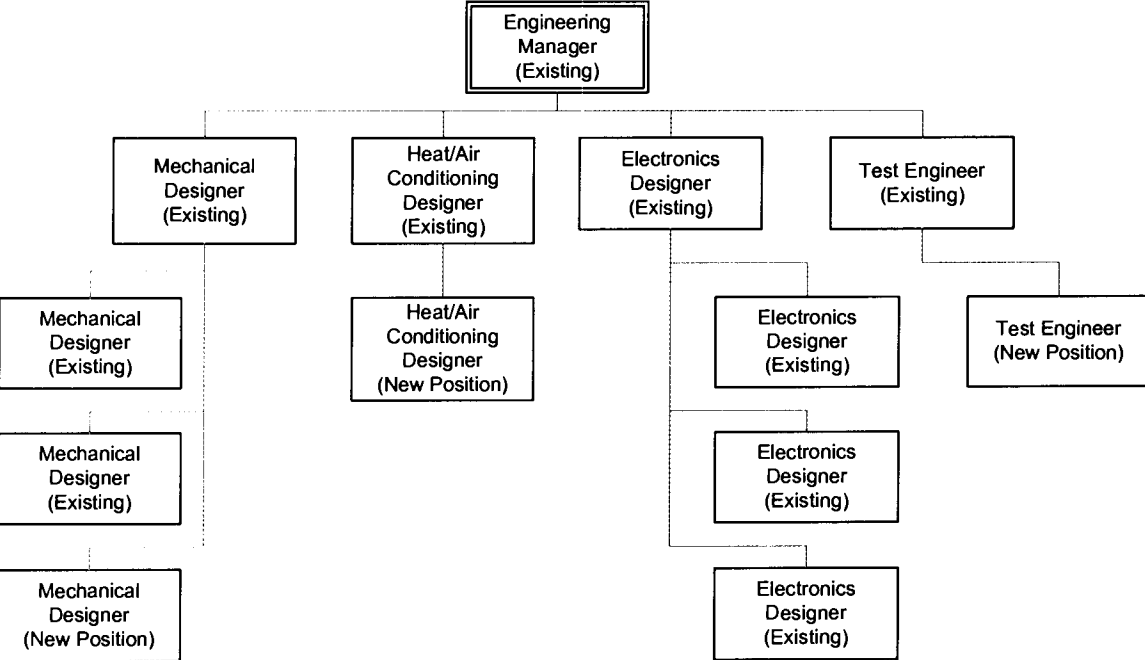 Engineering
Manager
(Existing)
Mechanical
Designer
(Existing)
Heat/Air
Conditioning
Designer
(Existing)
Electronics
Designer
(Existing)
Test Engineer
(Existing)
Mechanical
Designer
(Existing)
Heat/Air
Conditioning
Designer
(New Position)
Electronics
Designer
(Existing)
Test Engineer
(New Position)
Mechanical
Designer
(Existing)
Electronics
Designer
(Existing)
Mechanical
Designer
(New Position)
Electronics
Designer
(Existing)